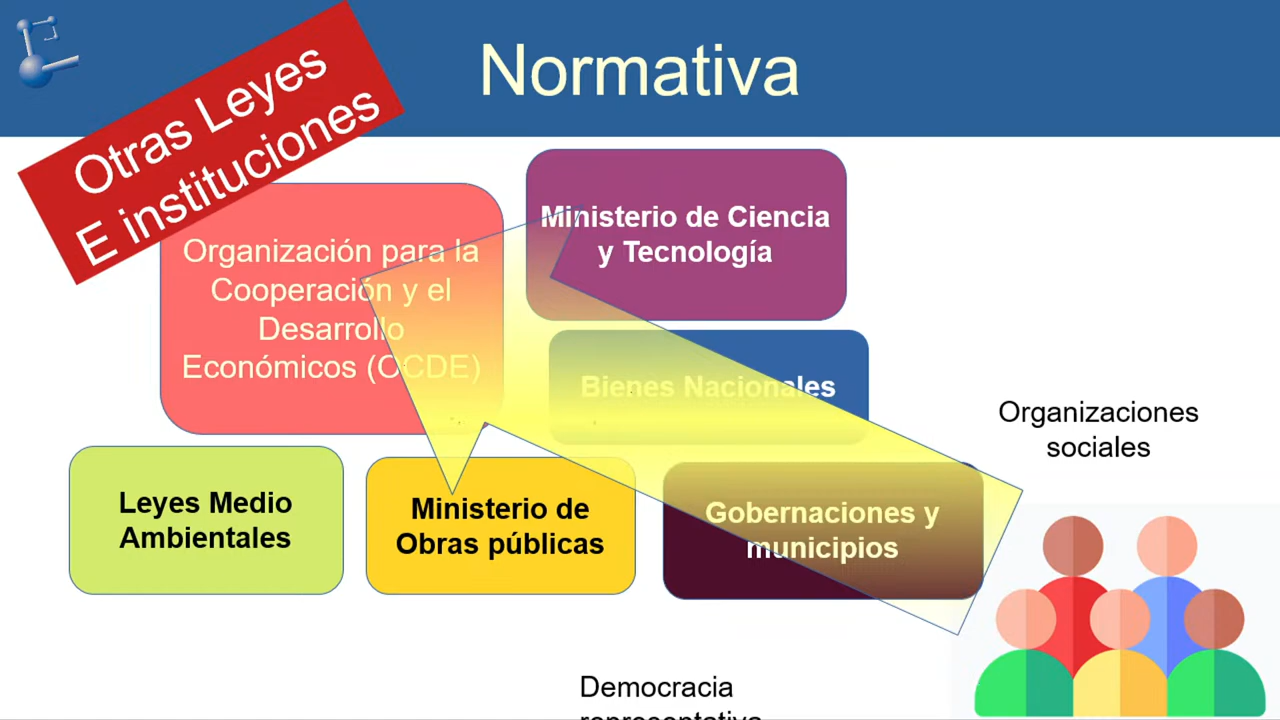 Normativa
Otras Leyes
E instituciones
Organización para la
Cooperación y el
Desarrollo
Económicos (OCDE)
Ministerio de Ciencia
y Tecnología
Bienes Nacionales
Leyes Medio
Ambientales
Ministerio de
Obras públicas
Gobernaciones y
municipios
Organizaciones
sociales
Democracia
representativa